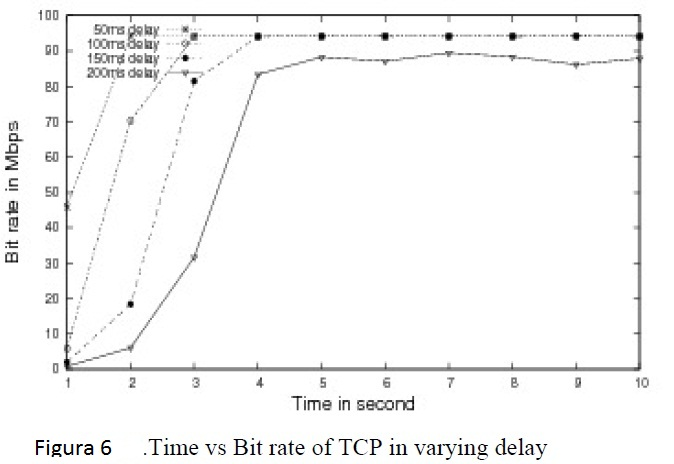 100
90
80
70
60
50
40
30
20
10
0
Bit rate in Mbps
50ms delay
100ms delay
150ms delay
200ms delay
1 2 3 4 5 6 7 8 9 10
Time in second
Figura 6 .Time vs Bit rate of TCP in varying delay